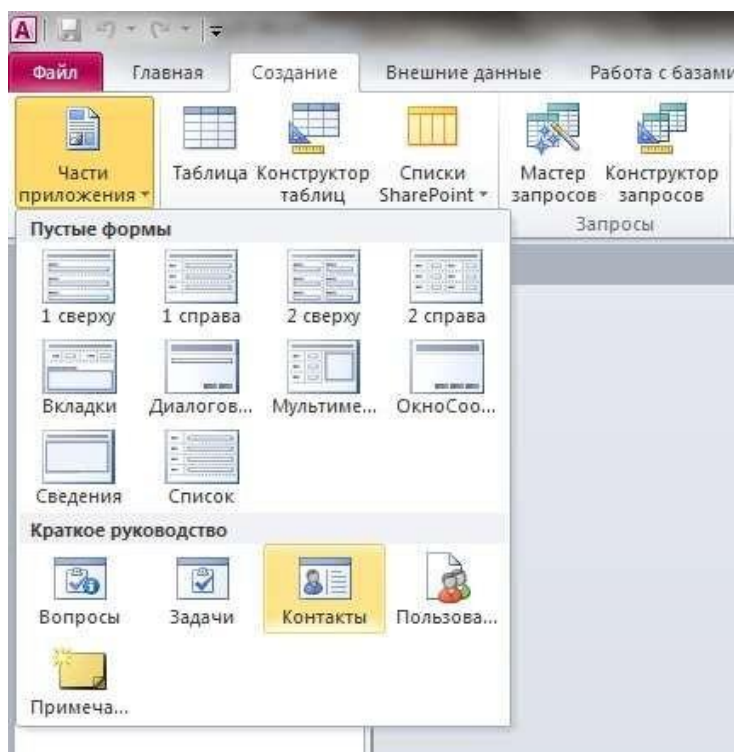 A
Файл Главная Создание Внешние данные Работа с базами
Части приложения Таблица Конструктор таблиц Списки SharePoint Мастер запросов Конструктор запросов
Запросы
Пустые формы
1 сверху 1 справа 2 сверху 2 справа
Вкладки Диалогов... Мультиме... ОкноСоо...
Сведения Список
Краткое руководство
Вопросы Задачи Контакты Пользова...
Примеча...